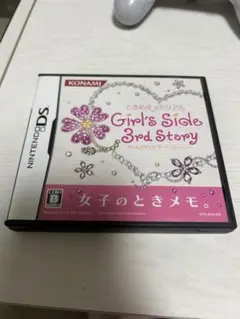 KONAMI
NINTENDO DS
ときめきメモリアル
Girl's Side
3rd Story
B
女子のときメモ。